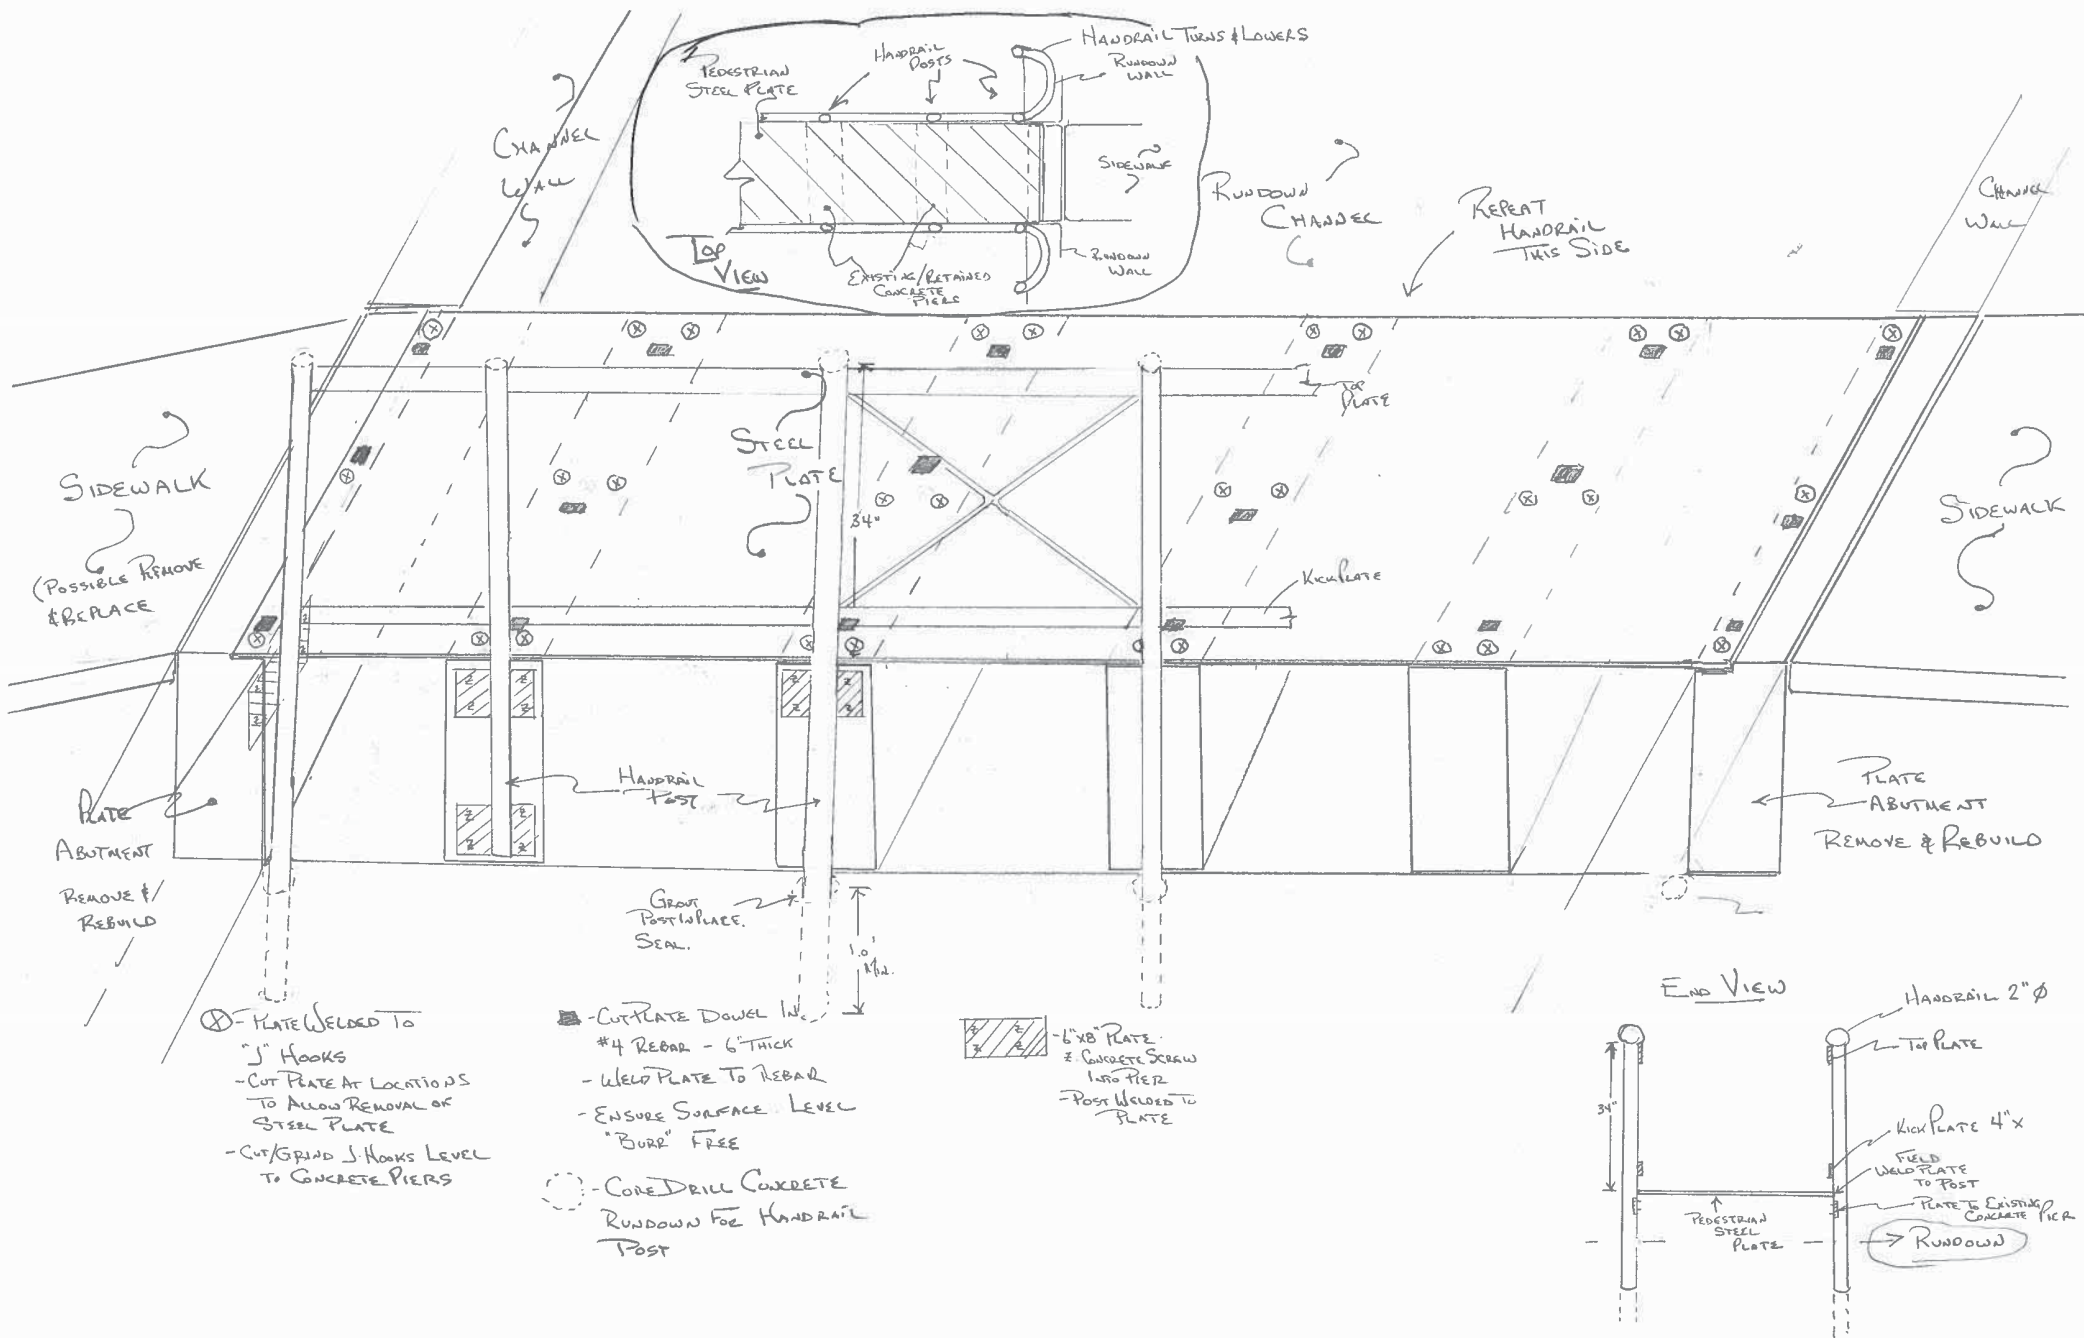 HANDRAIL TURNS & LOWERS
HANDRAIL
POSTS
RUNDOWN
WALL
PEDESTRIAN
STEEL PLATE
CHANNEL
WALL
SIDEWALK
RUNDOWN
CHANNEL
REPEAT
HANDRAIL
THIS SIDE
CHANNEL
WALL
TOP
VIEW
EXISTING/RETAINED
CONCRETE
PIERS
RUNDOWN
WALL
TOP
PLATE
STEEL
PLATE
34"
SIDEWALK
(POSSIBLE REMOVE
& REPLACE
SIDEWALK
KICKPLATE
HANDRAIL
POST
PLATE
ABUTMENT
REMOVE &
REBUILD
PLATE
ABUTMENT
REMOVE & REBUILD
GROUT
POST IN PLACE.
SEAL.
1.0'
MIN.
- PLATE WELDED TO
"J" HOOKS
- CUT PLATE AT LOCATIONS
TO ALLOW REMOVAL OF
STEEL PLATE
- CUT/GRIND J-HOOKS LEVEL
TO CONCRETE PIERS
- CUT PLATE DOWEL IN
#4 REBAR - 6" THICK
- WELD PLATE TO REBAR
- ENSURE SURFACE LEVEL
"BURR" FREE
- CORE DRILL CONCRETE
RUNDOWN FOR HANDRAIL
POST
- 6"X8" PLATE
z CONCRETE SCREW
INTO PIER
- POST WELDED TO
PLATE
END VIEW
HANDRAIL 2" Ø
TOP PLATE
34"
KICKPLATE 4" X
FIELD
WELD PLATE
TO POST
PLATE TO EXISTING
CONCRETE PIER
PEDESTRIAN
STEEL
PLATE
RUNDOWN